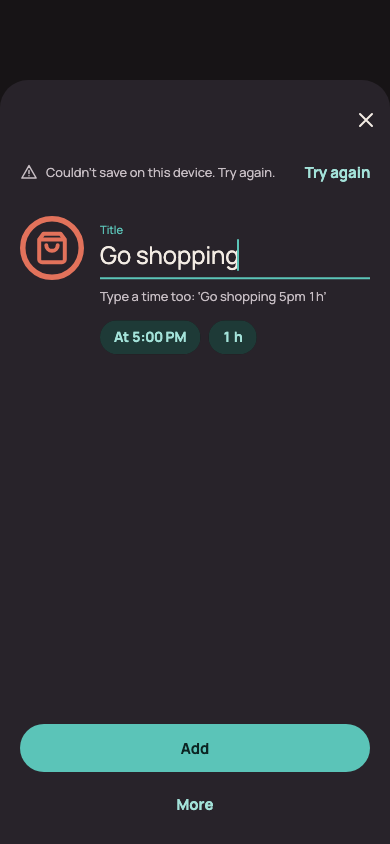 Couldn't save on this device. Try again.
Try again
Title
Go shopping
Type a time too: 'Go shopping 5pm 1h'
At 5:00 PM
1 h
Add
More